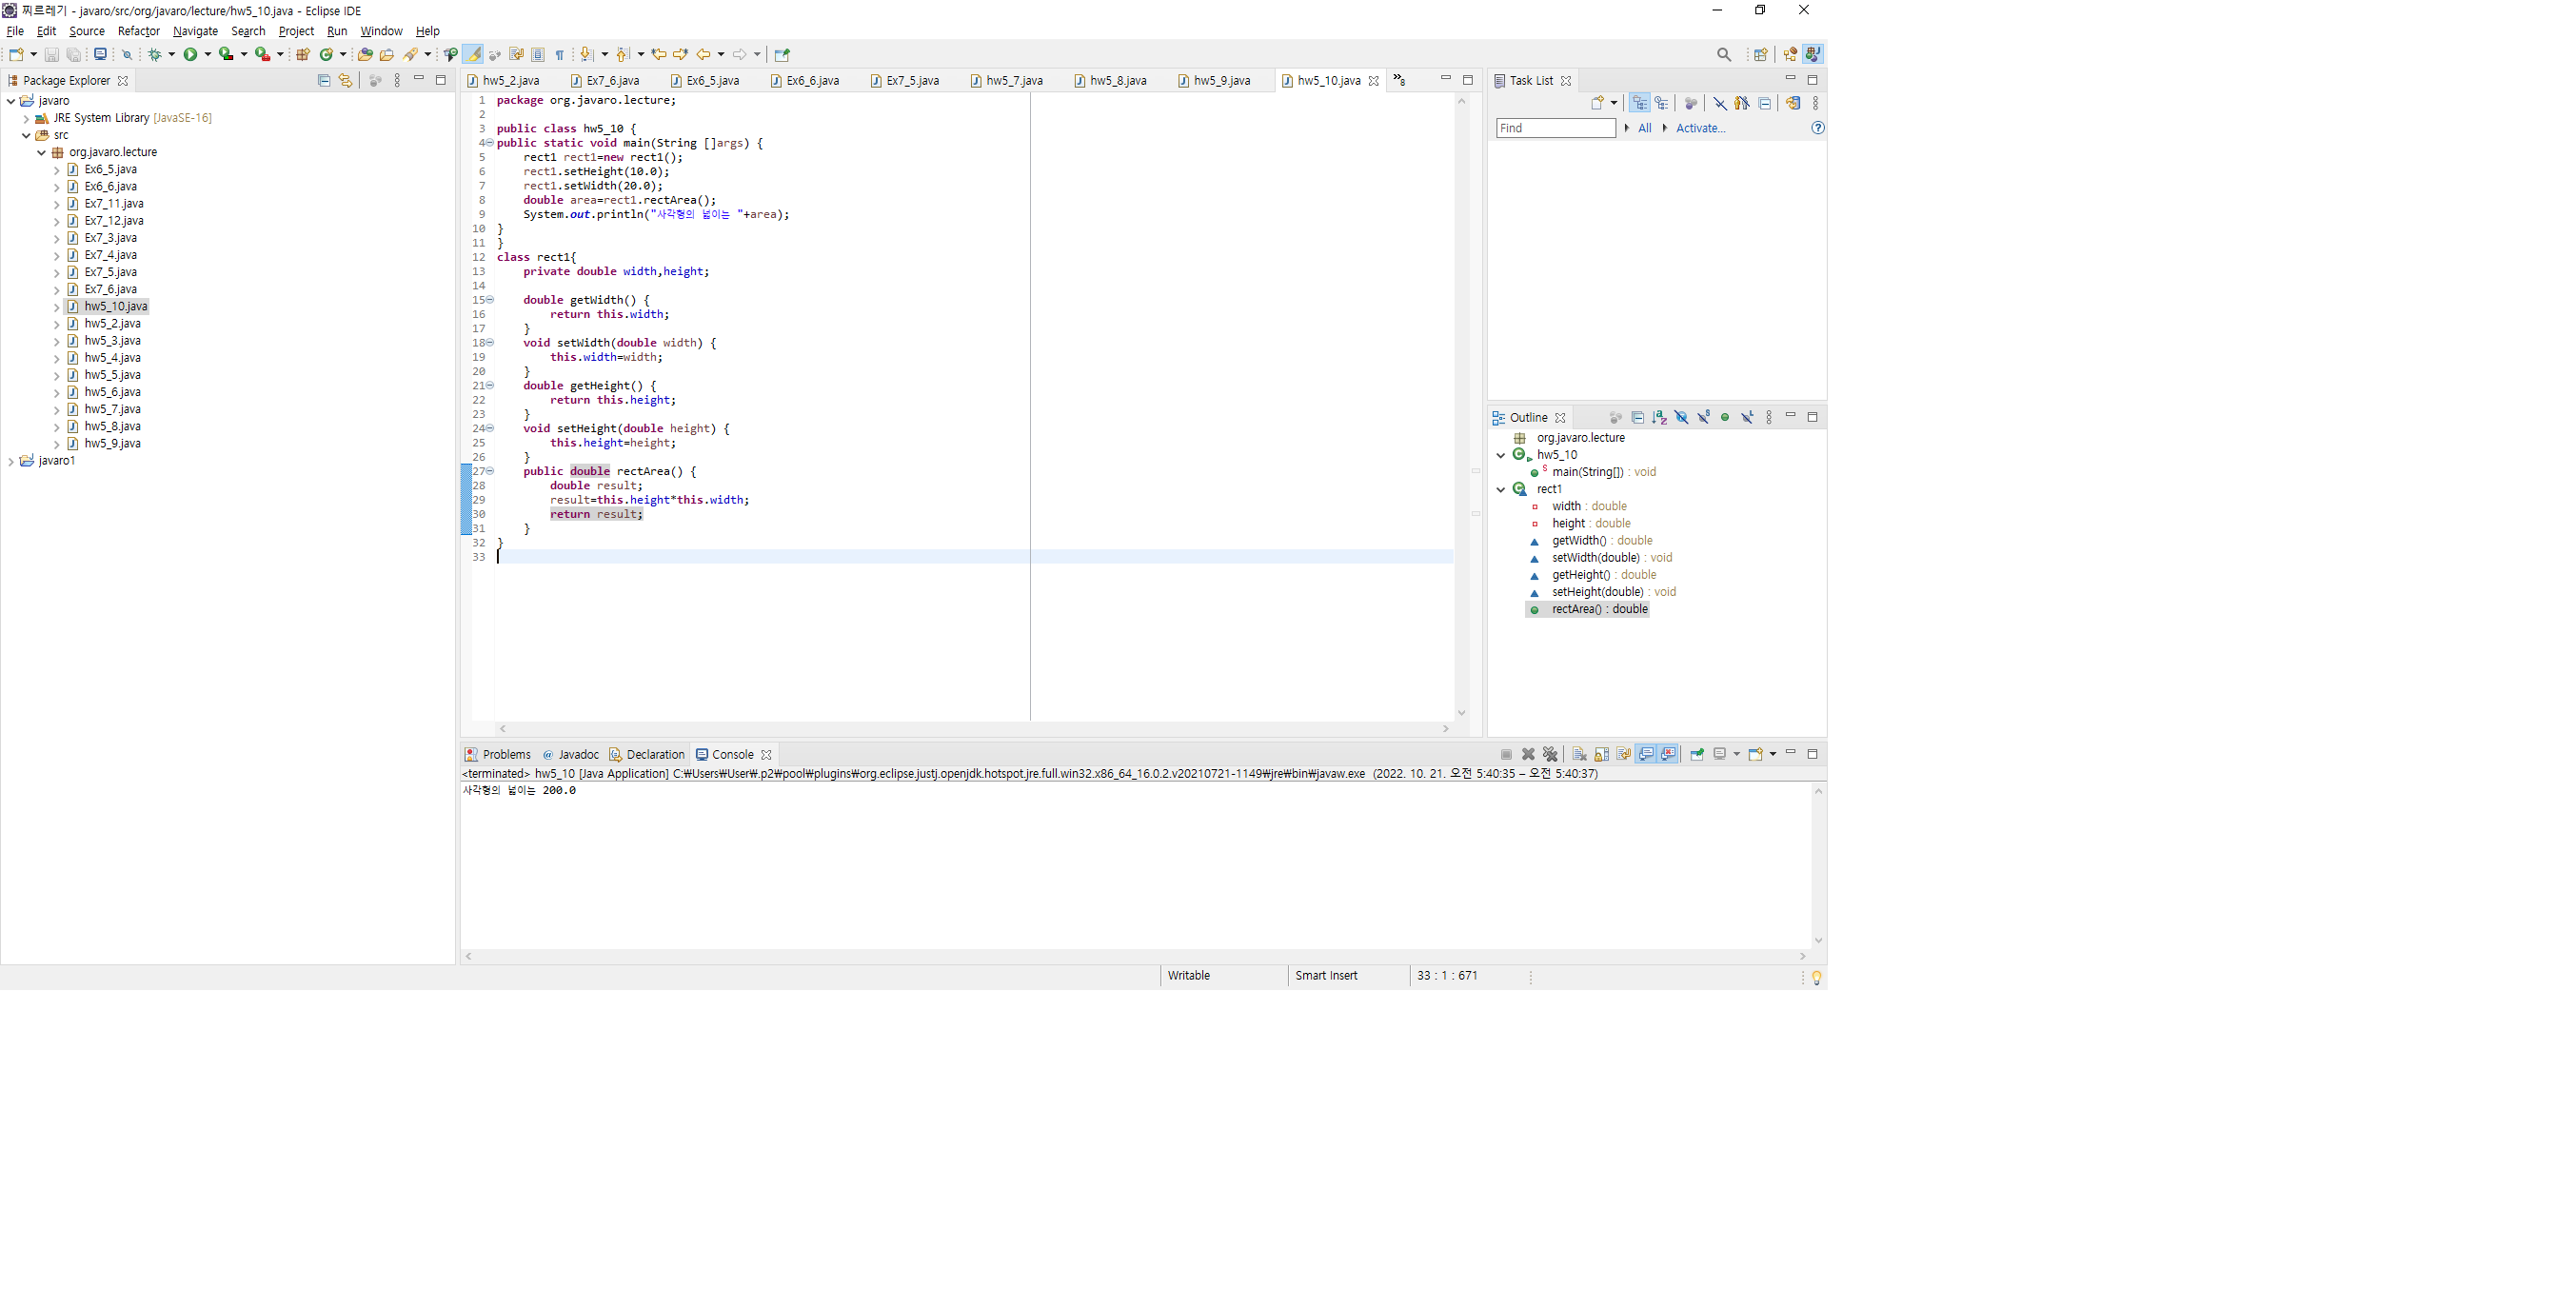 찌르레기 - javaro/src/org/javaro/lecture/hw5_10.java - Eclipse IDE
File Edit Source Refactor Navigate Search Project Run Window Help
Package Explorer
javaro
JRE System Library [JavaSE-16]
src
org.javaro.lecture
Ex6_5.java
Ex6_6.java
Ex7_11.java
Ex7_12.java
Ex7_3.java
Ex7_4.java
Ex7_5.java
Ex7_6.java
hw5_10.java
hw5_2.java
hw5_3.java
hw5_4.java
hw5_5.java
hw5_6.java
hw5_7.java
hw5_8.java
hw5_9.java
javaro1
hw5_2.java Ex7_6.java Ex6_5.java Ex6_6.java Ex7_5.java hw5_7.java hw5_8.java hw5_9.java hw5_10.java »8
1 package org.javaro.lecture;
2
3 public class hw5_10 {
4 public static void main(String []args) {
5     rect1 rect1=new rect1();
6     rect1.setHeight(10.0);
7     rect1.setWidth(20.0);
8     double area=rect1.rectArea();
9     System.out.println("사각형의 넓이는 "+area);
10 }
11 }
12 class rect1{
13     private double width,height;
14
15     double getWidth() {
16         return this.width;
17     }
18     void setWidth(double width) {
19         this.width=width;
20     }
21     double getHeight() {
22         return this.height;
23     }
24     void setHeight(double height) {
25         this.height=height;
26     }
27     public double rectArea() {
28         double result;
29         result=this.height*this.width;
30         return result;
31     }
32 }
33
Task List
Find All Activate...
Outline
org.javaro.lecture
hw5_10
main(String[]) : void
rect1
width : double
height : double
getWidth() : double
setWidth(double) : void
getHeight() : double
setHeight(double) : void
rectArea() : double
Problems Javadoc Declaration Console
<terminated> hw5_10 [Java Application] C:₩Users₩User₩.p2₩pool₩plugins₩org.eclipse.justj.openjdk.hotspot.jre.full.win32.x86_64_16.0.2.v20210721-1149₩jre₩bin₩javaw.exe (2022. 10. 21. 오전 5:40:35 – 오전 5:40:37)
사각형의 넓이는 200.0
Writable Smart Insert 33 : 1 : 671